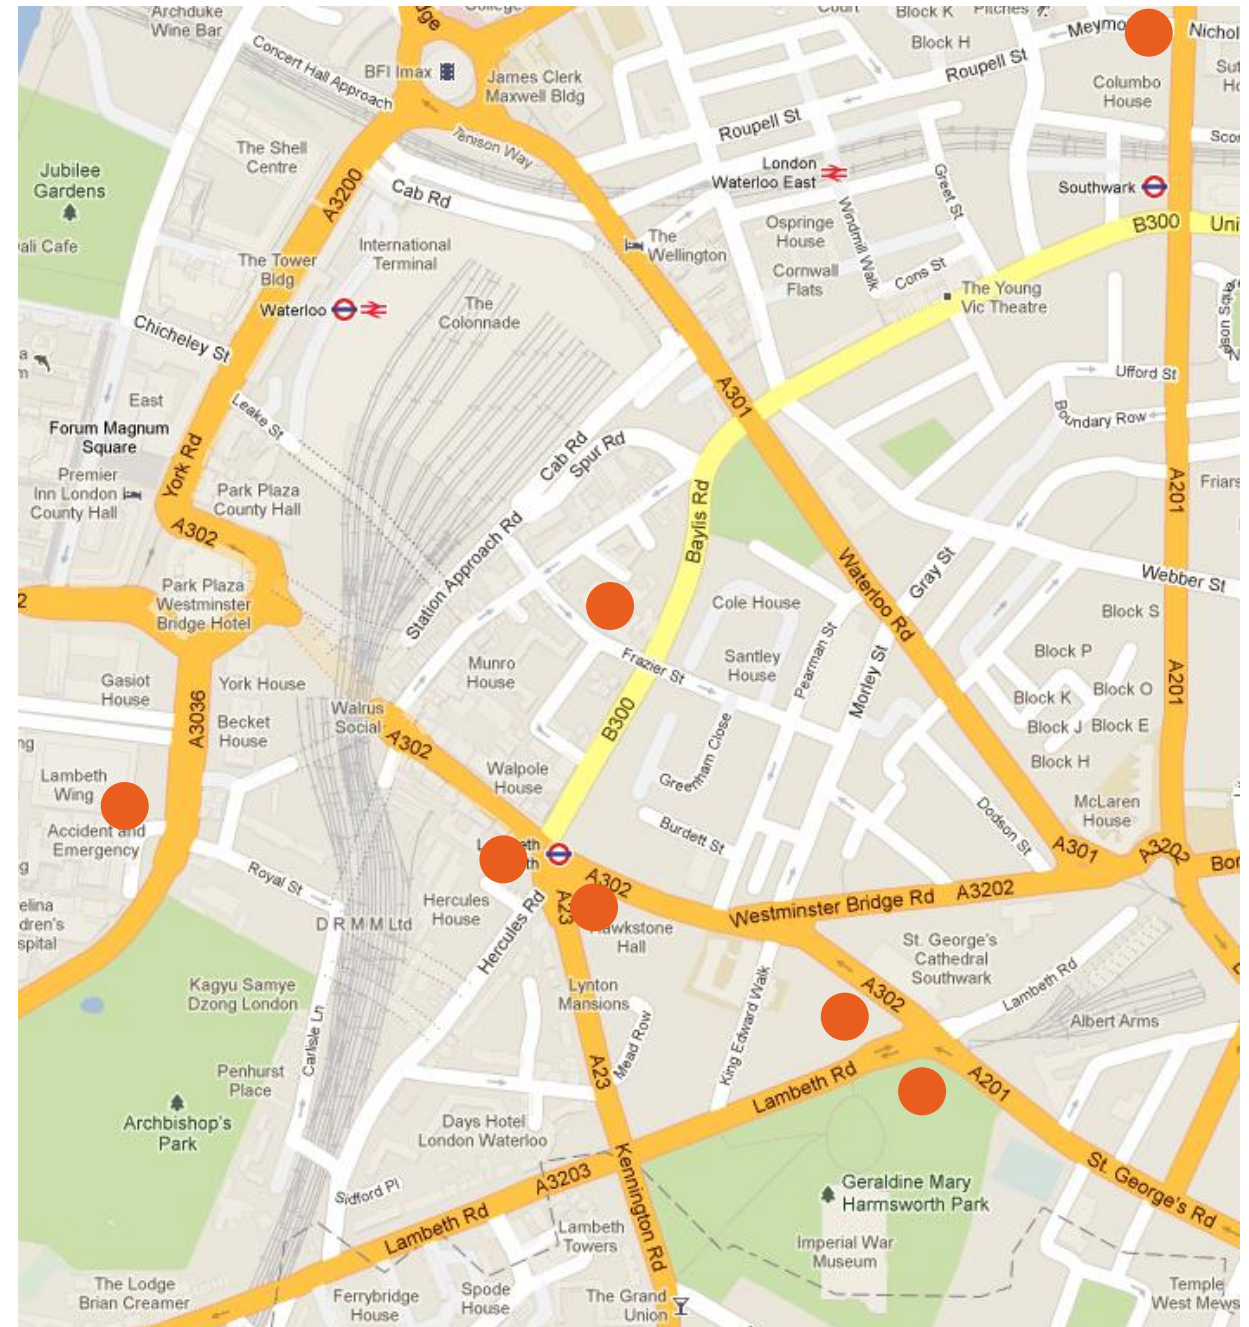 Archduke
Wine Bar
College
Court
Block K
Pitches
Block H
Nichol
Roupell St
Columbo
House
Concert Hall Approach
BFI Imax
James Clerk
Maxwell Bldg
Tenison Way
Roupell St
The Shell
Centre
Jubilee
Gardens
A3200
Cab Rd
London
Waterloo East
Greet St
Southwark
B300
Uni
Windmill Walk
Ospringe
House
The
Wellington
International
Terminal
The Tower
Bldg
Cons St
Cornwall
Flats
The Young
Vic Theatre
Waterloo
The
Colonnade
Chicheley St
Ufford St
Boundary Row
East
Leake St
A301
Forum Magnum
Square
York Rd
Cab Rd
Spur Rd
Premier
Inn London
County Hall
Park Plaza
County Hall
A302
Baylis Rd
A201
Friars
Station Approach Rd
Waterloo Rd
Gray St
Webber St
2
Park Plaza
Westminster
Bridge Hotel
Cole House
Block S
Munro
House
Frazier St
Santley
House
Pearman St
Morley St
Block P
Gasiot
House
York House
Block K
Block O
A201
A3036
Becket
House
Walrus
Social
A302
B300
Block J
Block E
Greenham Close
Block H
Lambeth
Wing
Walpole
House
McLaren
House
Dodson St
Accident and
Emergency
Burdett St
A301
A3202
Bor
Royal St
A302
Westminster Bridge Rd
A3202
Hercules
House
A23
D R M M Ltd
Hercules Rd
Hall
St. George's
Cathedral
Southwark
Kagyu Samye
Dzong London
Lynton
Mansions
King Edward Walk
A302
Lambeth Rd
Albert Arms
Carlisle Ln
Mead Row
Penhurst
Place
A23
Lambeth Rd
A201
Archbishop's
Park
Days Hotel
London Waterloo
Sidford Pl
A3203
Kennington Rd
Geraldine Mary
Harmsworth Park
St. George's Rd
Lambeth Rd
Lambeth
Towers
Imperial War
Museum
The Lodge
Brian Creamer
Ferrybridge
House
Spode
House
The Grand
Union
Temple
West Mews